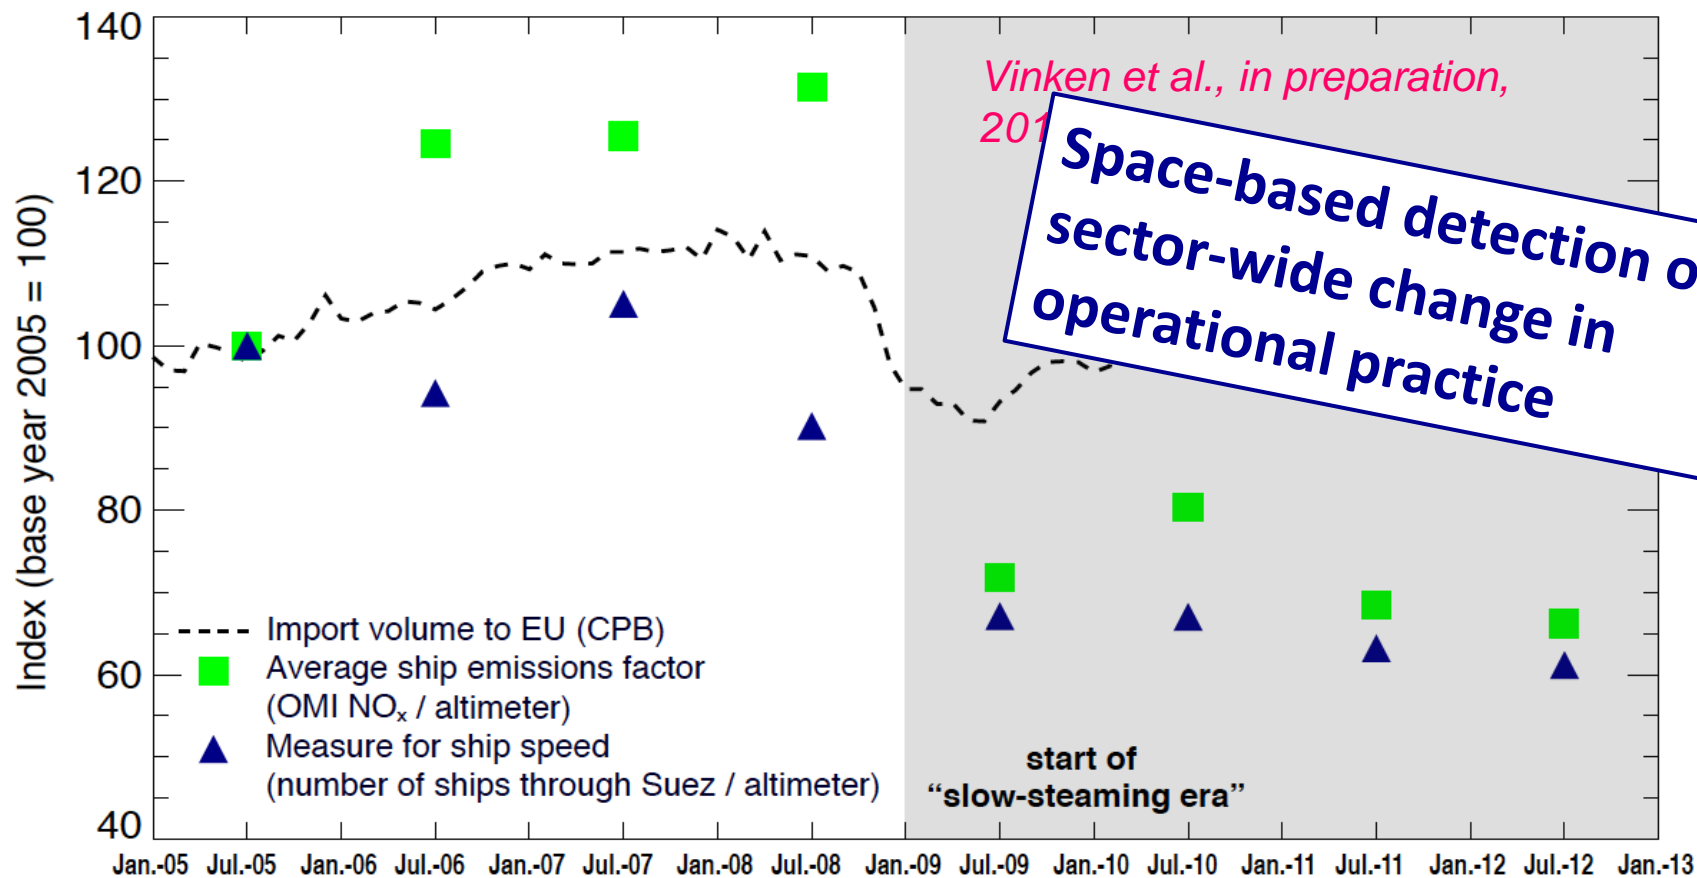 140
120
100
80
60
40
Index (base year 2005 = 100)
Vinken et al., in preparation,
Space-based detection
sector-wide change in
operational practice
Import volume to EU (CPB)
Average ship emissions factor
(OMI NOₓ / altimeter)
Measure for ship speed
(number of ships through Suez / altimeter)
start of
“slow-steaming era”
Jan.-05 Jul.-05 Jan.-06 Jul.-06 Jan.-07 Jul.-07 Jan.-08 Jul.-08 Jan.-09 Jul.-09 Jan.-10 Jul.-10 Jan.-11 Jul.-11 Jan.-12 Jul.-12 Jan.-13